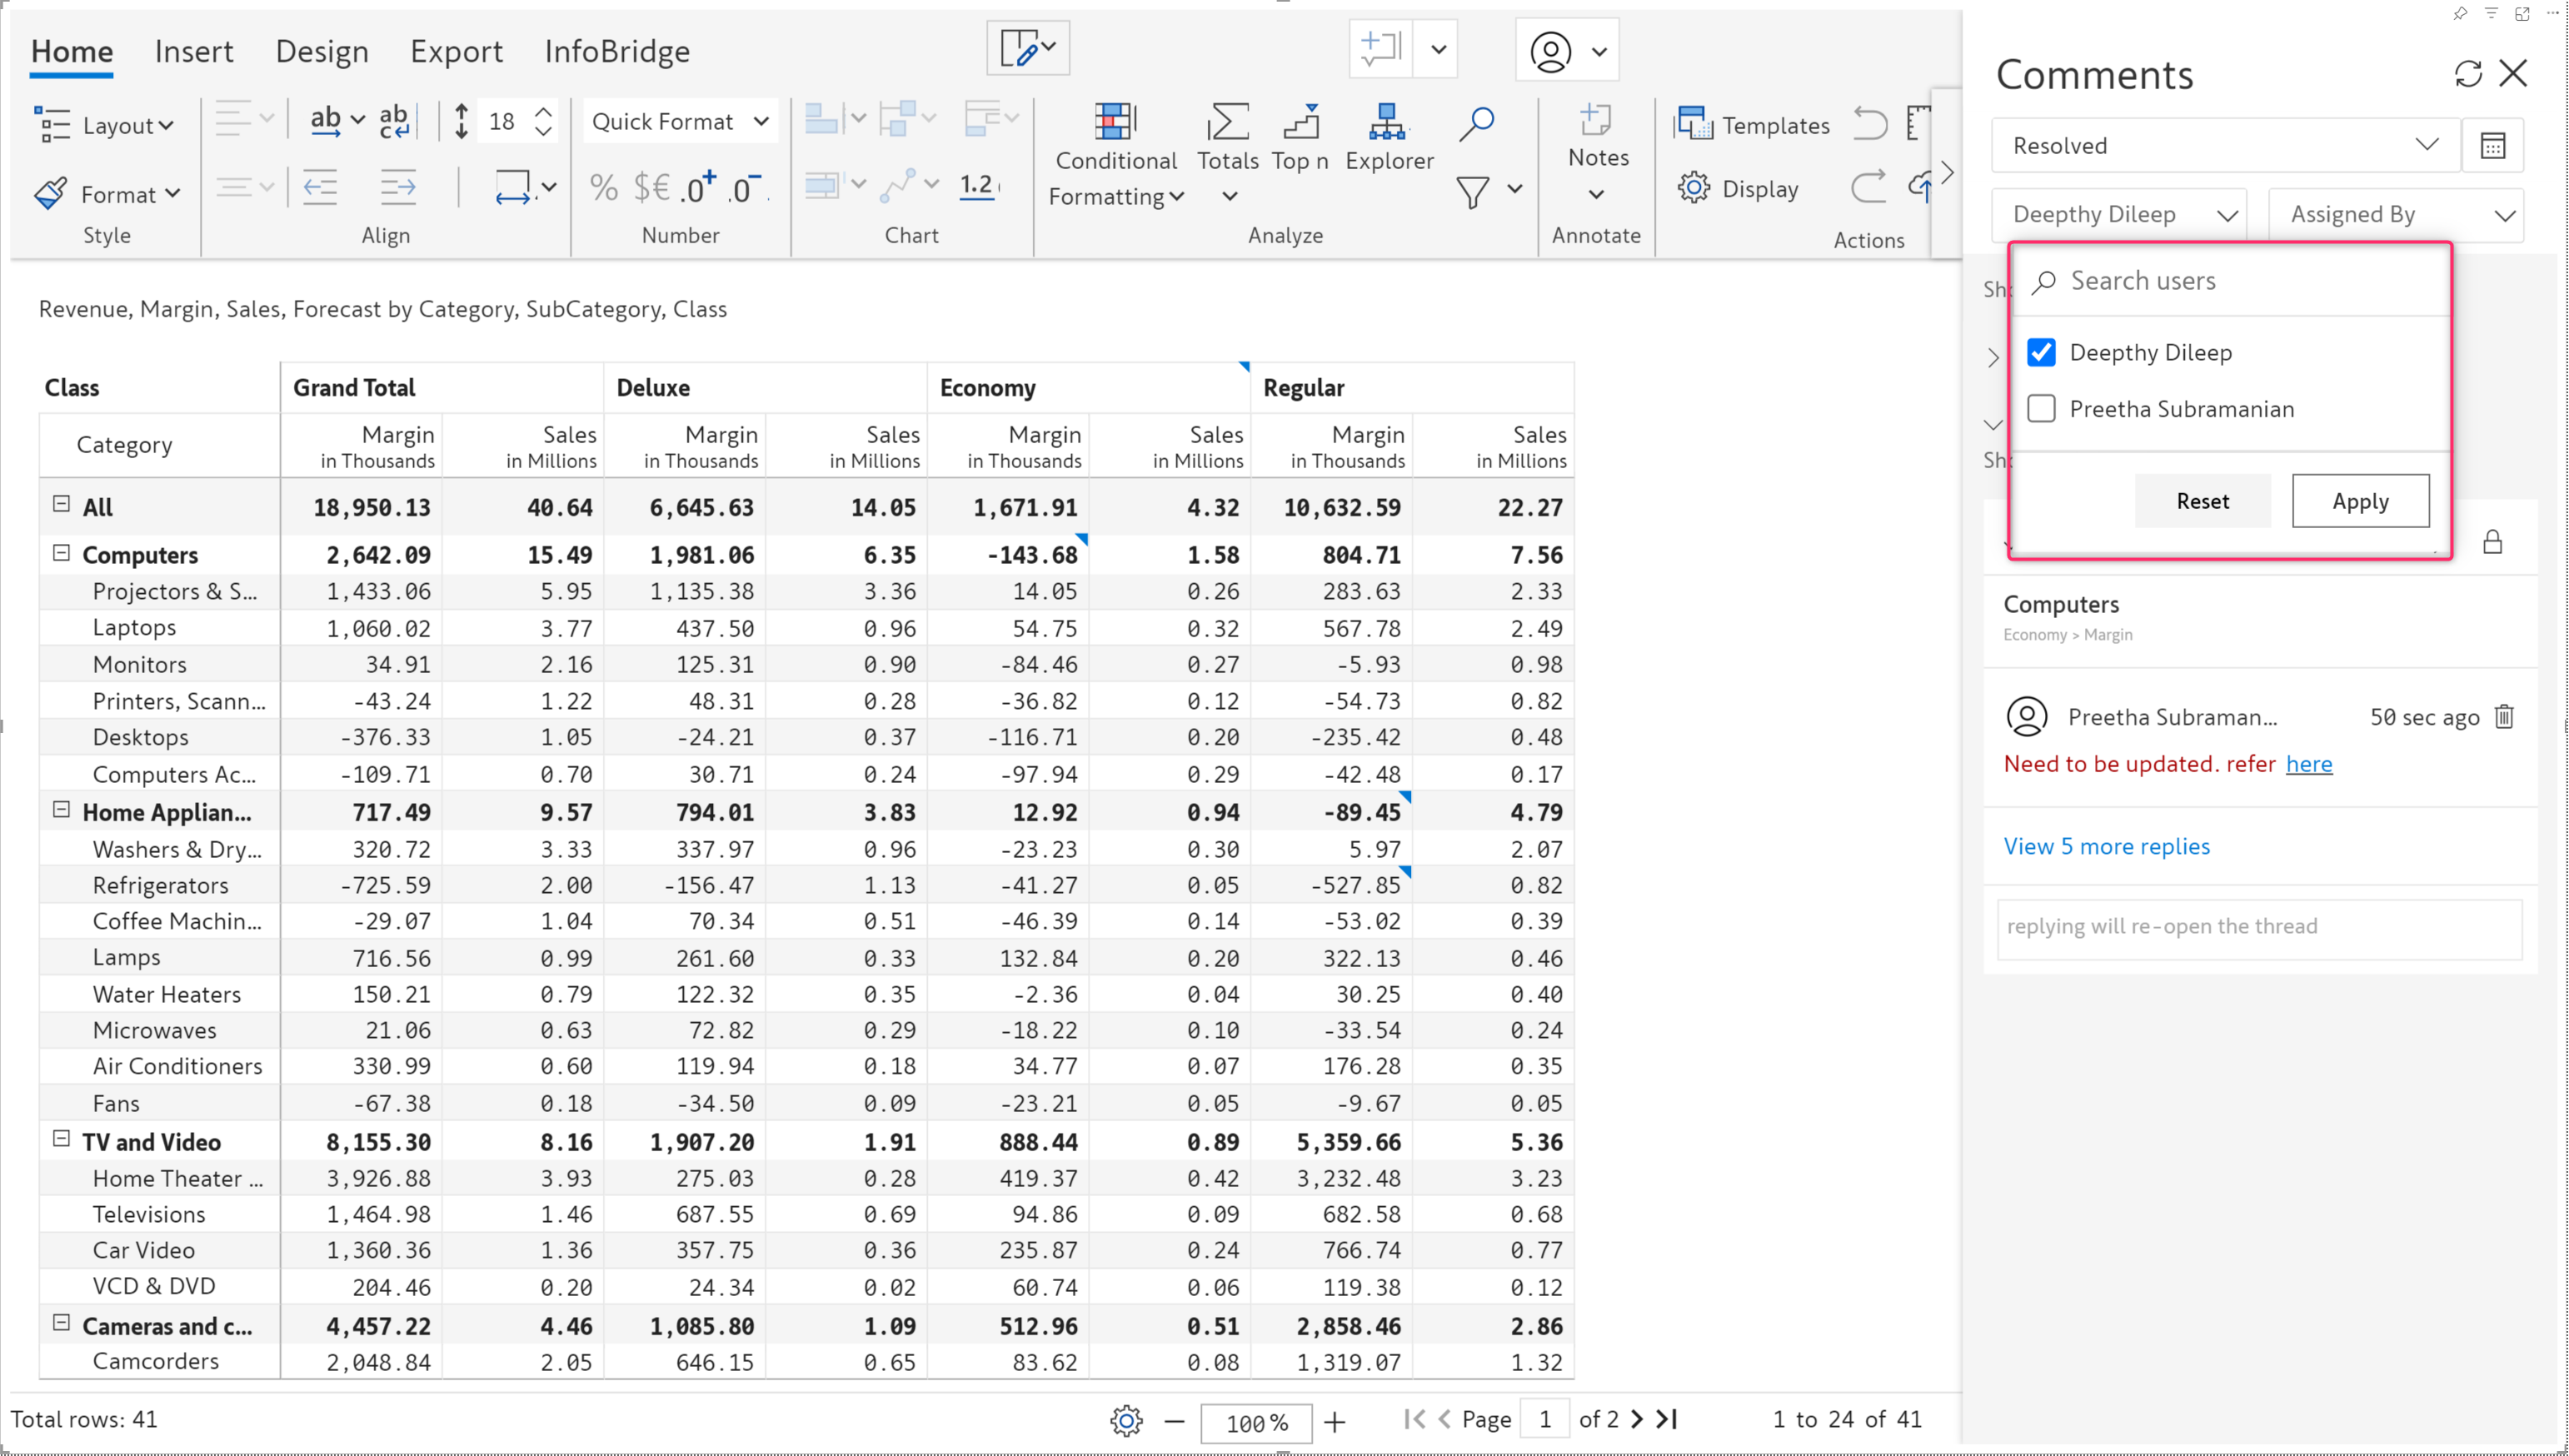 Home Insert Design Export InfoBridge
Layout
Format
Style
ab ab c
18
Align
Quick Format
% $€ .0+ .0-
Number
1.2
Chart
Conditional Formatting
Totals
Top n
Explorer
Analyze
Notes
Annotate
Templates
Display
Actions
Revenue, Margin, Sales, Forecast by Category, SubCategory, Class
Class Grand Total Deluxe Economy Regular
Category Margin Sales Margin Sales Margin Sales Margin Sales
in Thousands in Millions in Thousands in Millions in Thousands in Millions in Thousands in Millions
All 18,950.13 40.64 6,645.63 14.05 1,671.91 4.32 10,632.59 22.27
Computers 2,642.09 15.49 1,981.06 6.35 -143.68 1.58 804.71 7.56
Projectors & S... 1,433.06 5.95 1,135.38 3.36 14.05 0.26 283.63 2.33
Laptops 1,060.02 3.77 437.50 0.96 54.75 0.32 567.78 2.49
Monitors 34.91 2.16 125.31 0.90 -84.46 0.27 -5.93 0.98
Printers, Scann... -43.24 1.22 48.31 0.28 -36.82 0.12 -54.73 0.82
Desktops -376.33 1.05 -24.21 0.37 -116.71 0.20 -235.42 0.48
Computers Ac... -109.71 0.70 30.71 0.24 -97.94 0.29 -42.48 0.17
Home Applian... 717.49 9.57 794.01 3.83 12.92 0.94 -89.45 4.79
Washers & Dry... 320.72 3.33 337.97 0.96 -23.23 0.30 5.97 2.07
Refrigerators -725.59 2.00 -156.47 1.13 -41.27 0.05 -527.85 0.82
Coffee Machin... -29.07 1.04 70.34 0.51 -46.39 0.14 -53.02 0.39
Lamps 716.56 0.99 261.60 0.33 132.84 0.20 322.13 0.46
Water Heaters 150.21 0.79 122.32 0.35 -2.36 0.04 30.25 0.40
Microwaves 21.06 0.63 72.82 0.29 -18.22 0.10 -33.54 0.24
Air Conditioners 330.99 0.60 119.94 0.18 34.77 0.07 176.28 0.35
Fans -67.38 0.18 -34.50 0.09 -23.21 0.05 -9.67 0.05
TV and Video 8,155.30 8.16 1,907.20 1.91 888.44 0.89 5,359.66 5.36
Home Theater ... 3,926.88 3.93 275.03 0.28 419.37 0.42 3,232.48 3.23
Televisions 1,464.98 1.46 687.55 0.69 94.86 0.09 682.58 0.68
Car Video 1,360.36 1.36 357.75 0.36 235.87 0.24 766.74 0.77
VCD & DVD 204.46 0.20 24.34 0.02 60.74 0.06 119.38 0.12
Cameras and c... 4,457.22 4.46 1,085.80 1.09 512.96 0.51 2,858.46 2.86
Camcorders 2,048.84 2.05 646.15 0.65 83.62 0.08 1,319.07 1.32
Total rows: 41
100%
Page 1 of 2
1 to 24 of 41
Comments
Resolved
Deepthy Dileep
Assigned By
Search users
Deepthy Dileep
Preetha Subramanian
Reset Apply
Computers
Economy > Margin
Preetha Subraman... 50 sec ago
Need to be updated. refer here
View 5 more replies
replying will re-open the thread